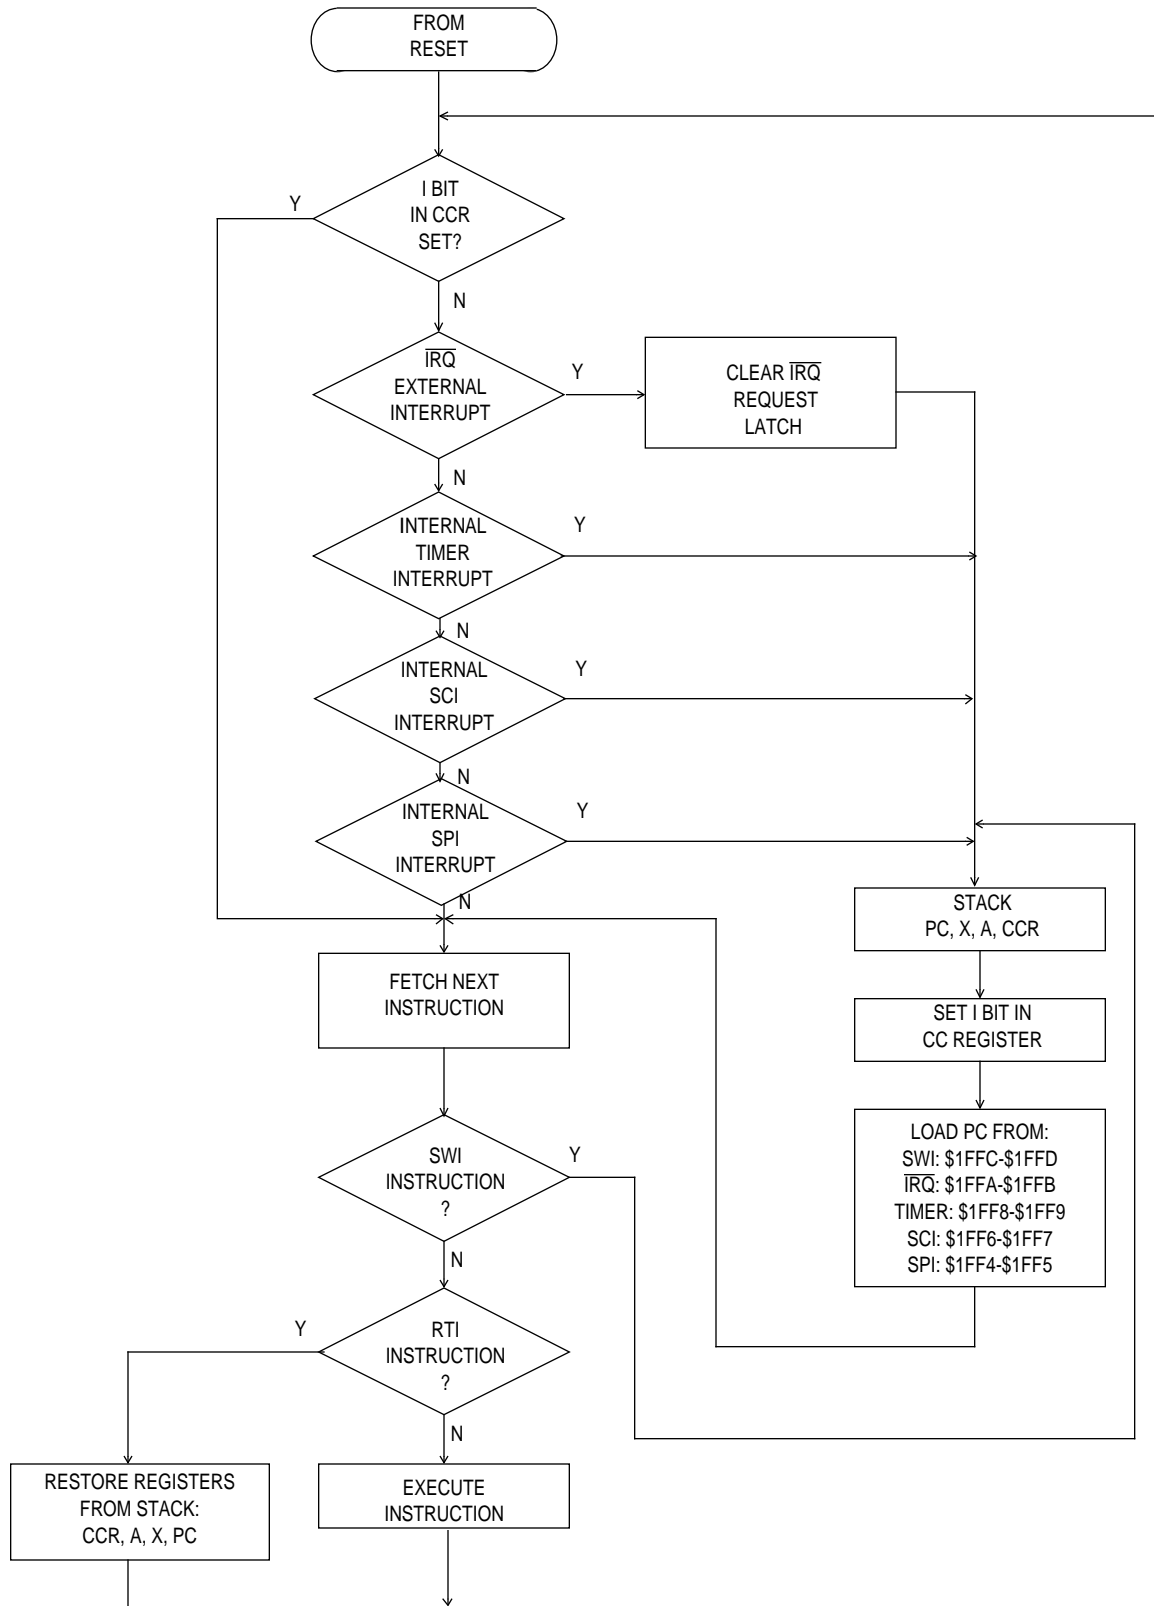 FROM
RESET
I BIT
IN CCR
SET?
Y
N
IRQ
EXTERNAL
INTERRUPT
Y
CLEAR IRQ
REQUEST
LATCH
N
INTERNAL
TIMER
INTERRUPT
Y
N
INTERNAL
SCI
INTERRUPT
Y
N
INTERNAL
SPI
INTERRUPT
Y
N
STACK
PC, X, A, CCR
FETCH NEXT
INSTRUCTION
SET I BIT IN
CC REGISTER
LOAD PC FROM:
SWI: $1FFC-$1FFD
IRQ: $1FFA-$1FFB
TIMER: $1FF8-$1FF9
SCI: $1FF6-$1FF7
SPI: $1FF4-$1FF5
SWI
INSTRUCTION
?
Y
N
RTI
INSTRUCTION
?
Y
N
RESTORE REGISTERS
FROM STACK:
CCR, A, X, PC
EXECUTE
INSTRUCTION